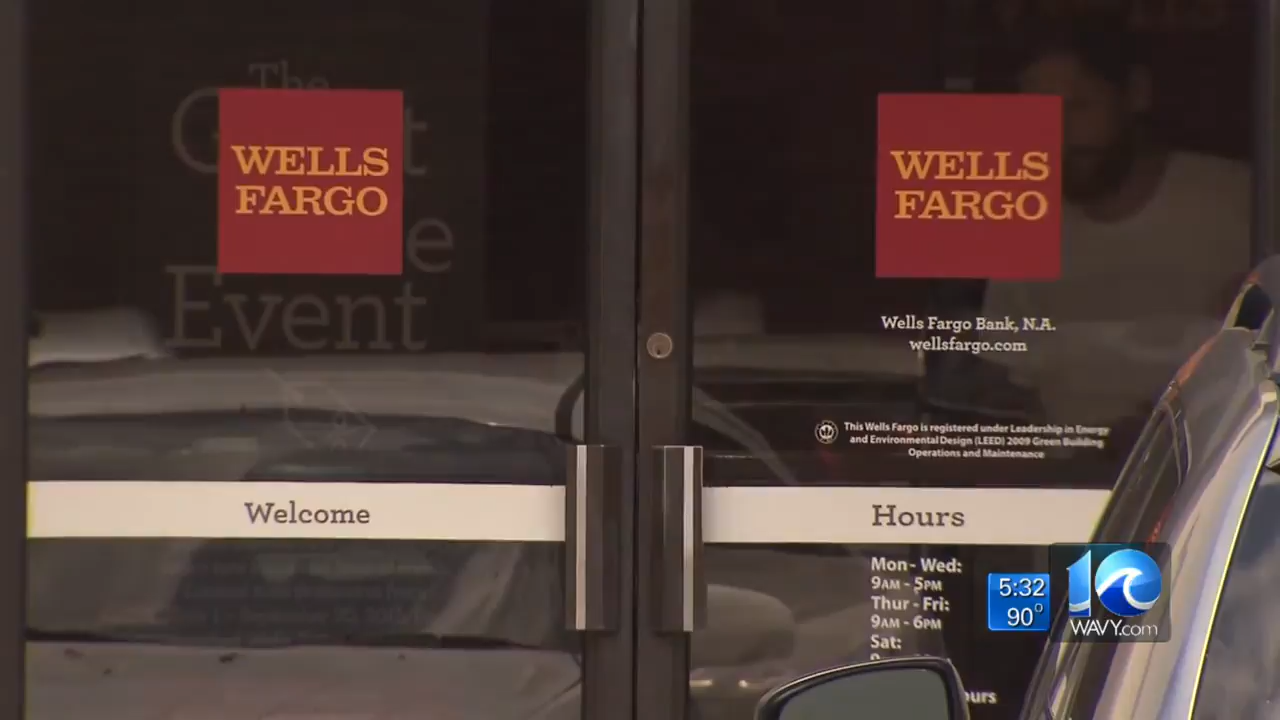 The
WELLS
FARGO
Event
Welcome
WELLS
FARGO
Wells Fargo Bank, N.A.
wellsfargo.com
This Wells Fargo is registered under Leadership in Energy
and Environmental Design (LEED) 2009 Green Building
Operations and Maintenance
Hours
Mon - Wed:
9AM - 5PM
Thur - Fri:
9AM - 6PM
Sat:
5:32
90°
10
WAVY.com